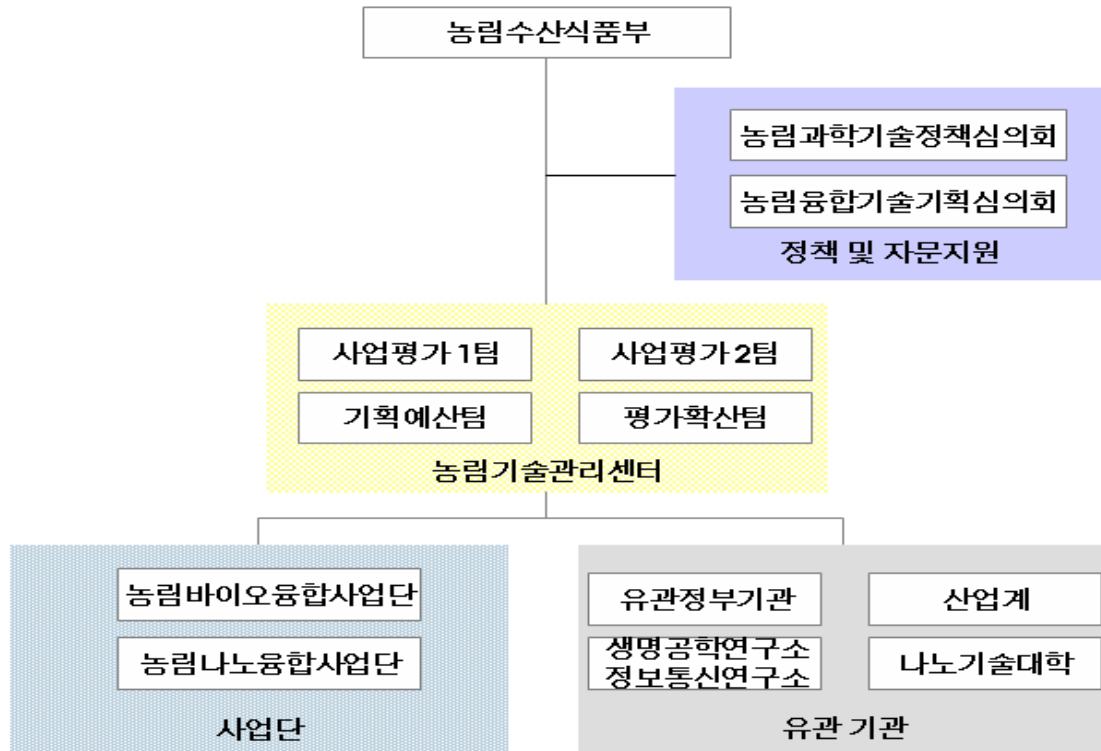 농림수산식품부
농림과학기술정책심의회
농림융합기술기획심의회
정책 및 자문지원
사업평가 1팀
사업평가 2팀
기획예산팀
평가확산팀
농림기술관리센터
농림바이오융합사업단
농림나노융합사업단
사업단
유관정부기관
산업계
생명공학연구소
정보통신연구소
나노기술대학
유관 기관